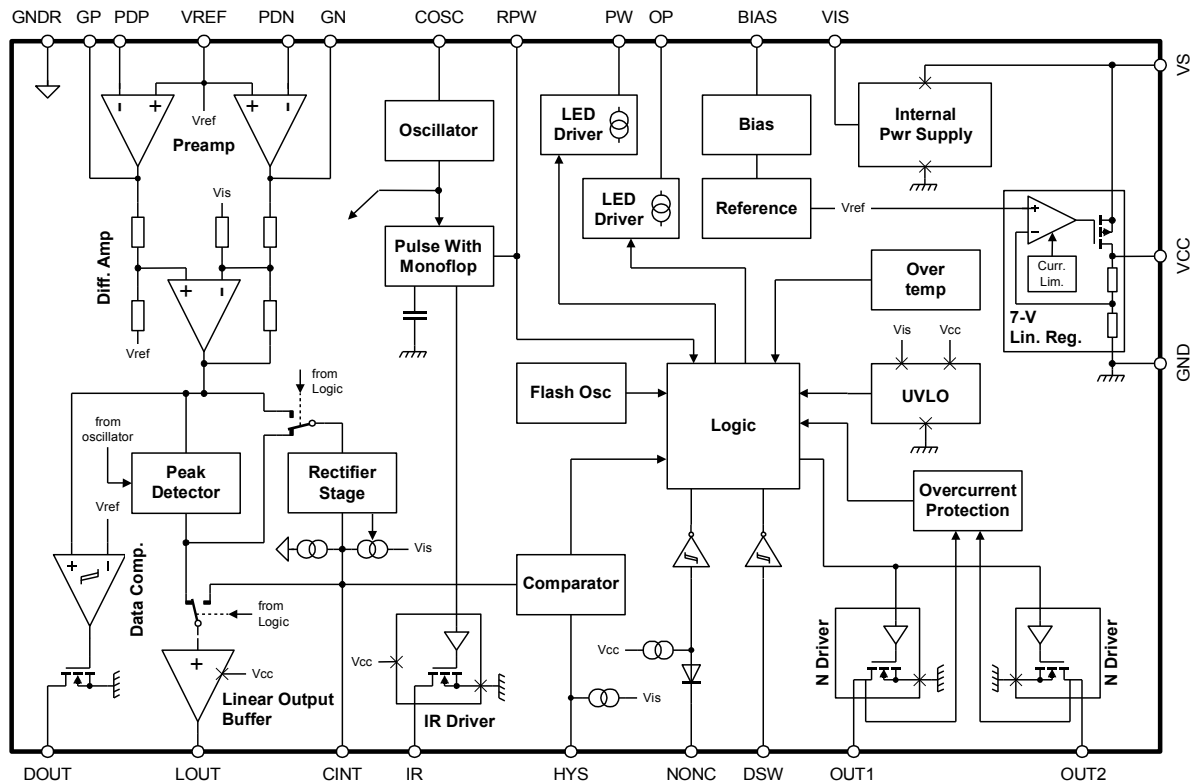 GNDR
GP
PDP
VREF
PDN
GN
COSC
RPW
PW
OP
BIAS
VIS
VS
Vref
Preamp
Oscillator
LED
Driver
Bias
Internal
Pwr Supply
LED
Driver
Reference
Vref
Vis
Diff. Amp
Vref
Pulse With
Monoflop
Curr.
Lim.
VCC
Over
temp
7-V
Lin. Reg.
Vis
Vcc
GND
from
Logic
Flash Osc
Logic
UVLO
from
oscillator
Peak
Detector
Rectifier
Stage
Overcurrent
Protection
Vref
Vis
Data Comp.
Comparator
from
Logic
Vcc
Linear Output
Buffer
Vcc
IR Driver
Vcc
Vis
N Driver
N Driver
DOUT
LOUT
CINT
IR
HYS
NONC
DSW
OUT1
OUT2